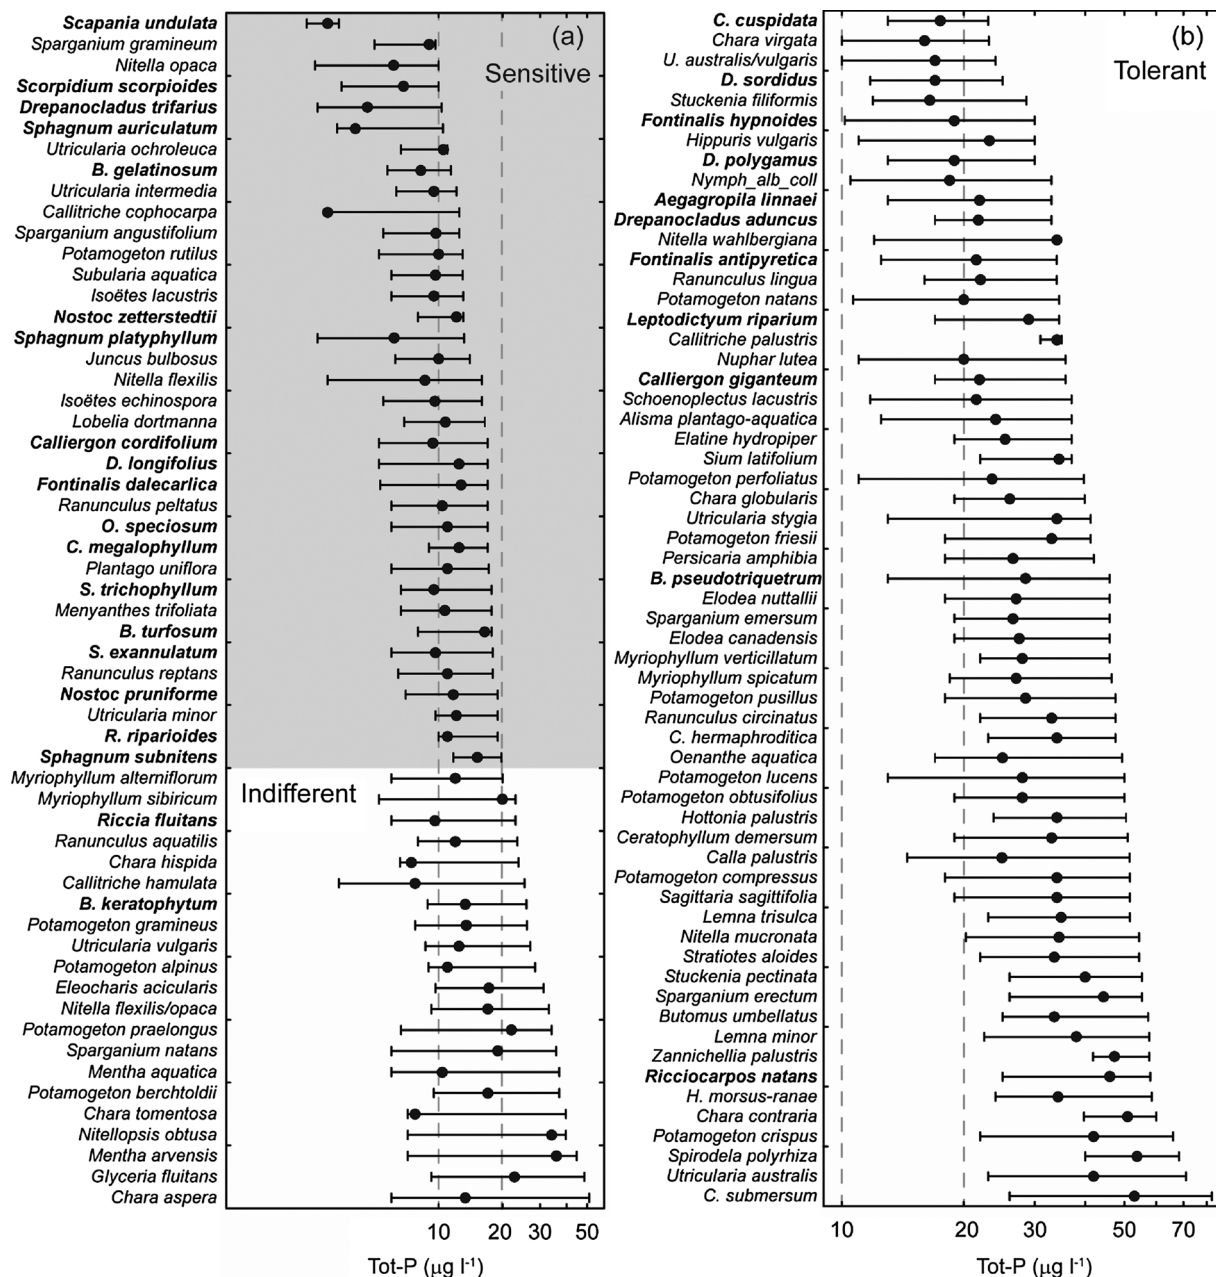 (a)
Sensitive
Scapania undulata
Sparganium gramineum
Nitella opaca
Scorpidium scorpioides
Drepanocladus trifarius
Sphagnum auriculatum
Utricularia ochroleuca
B. gelatinosum
Utricularia intermedia
Callitriche cophocarpa
Sparganium angustifolium
Potamogeton rutilus
Subularia aquatica
Isoëtes lacustris
Nostoc zetterstedtii
Sphagnum platyphyllum
Juncus bulbosus
Nitella flexilis
Isoëtes echinospora
Lobelia dortmanna
Calliergon cordifolium
D. longifolius
Fontinalis dalecarlica
Ranunculus peltatus
O. speciosum
C. megalophyllum
Plantago uniflora
S. trichophyllum
Menyanthes trifoliata
B. turfosum
S. exannulatum
Ranunculus reptans
Nostoc pruniforme
Utricularia minor
R. riparioides
Sphagnum subnitens
Indifferent
Myriophyllum alterniflorum
Myriophyllum sibiricum
Riccia fluitans
Ranunculus aquatilis
Chara hispida
Callitriche hamulata
B. keratophytum
Potamogeton gramineus
Utricularia vulgaris
Potamogeton alpinus
Eleocharis acicularis
Nitella flexilis/opaca
Potamogeton praelongus
Sparganium natans
Mentha aquatica
Potamogeton berchtoldii
Chara tomentosa
Nitellopsis obtusa
Mentha arvensis
Glyceria fluitans
Chara aspera
10 20 30 40 60
Tot-P (µg l-1)
(b)
Tolerant
C. cuspidata
Chara virgata
U. australis/vulgaris
D. sordidus
Stuckenia filiformis
Fontinalis hypnoides
Hippuris vulgaris
D. polygamus
Nymph_alb_coll
Aegagropila linnaei
Drepanocladus aduncus
Nitella wahlbergiana
Fontinalis antipyretica
Ranunculus lingua
Potamogeton natans
Leptodictyum riparium
Callitriche palustris
Nuphar lutea
Calliergon giganteum
Schoenoplectus lacustris
Alisma plantago-aquatica
Elatine hydropiper
Sium latifolium
Potamogeton perfoliatus
Chara globularis
Utricularia stygia
Potamogeton friesii
Persicaria amphibia
B. pseudotriquetrum
Elodea nuttallii
Sparganium emersum
Elodea canadensis
Myriophyllum verticillatum
Myriophyllum spicatum
Potamogeton pusillus
Ranunculus circinatus
C. hermaphroditica
Oenanthe aquatica
Potamogeton lucens
Potamogeton obtusifolius
Hottonia palustris
Ceratophyllum demersum
Calla palustris
Potamogeton compressus
Sagittaria sagittifolia
Lemna trisulca
Nitella mucronata
Stratiotes aloides
Stuckenia pectinata
Sparganium erectum
Butomus umbellatus
Lemna minor
Zannichellia palustris
Ricciocarpos natans
H. morsus-ranae
Chara contraria
Potamogeton crispus
Spirodela polyrhiza
Utricularia australis
C. submersum
10 20 30 50 70
Tot-P (µg l-1)